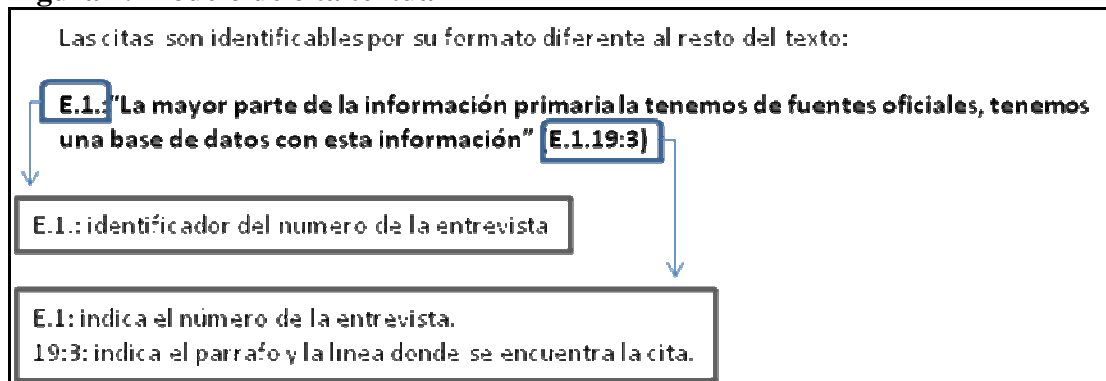 Las citas son identificables por su formato diferente al resto del texto:
E.1.:"La mayor parte de la información primaria la tenemos de fuentes oficiales, tenemos
una base de datos con esta información" (E.1.19:3)
E.1.: identificador del numero de la entrevista
E.1: indica el número de la entrevista.
19:3: indica el parrafo y la linea donde se encuentra la cita.